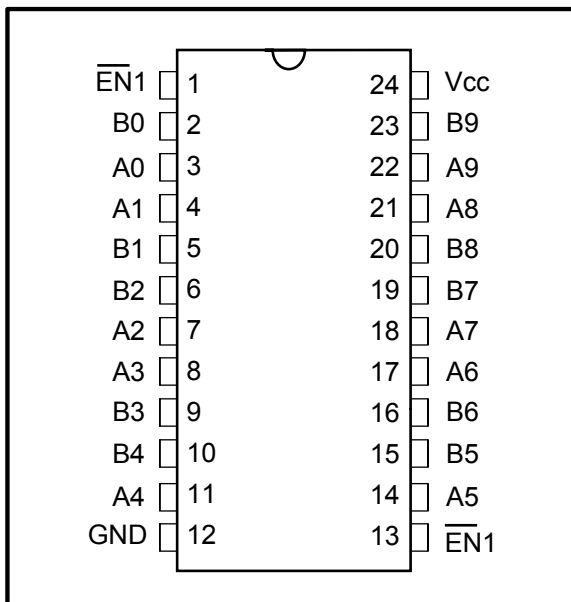 E̅N̅1 1 24 Vcc
B0 2 23 B9
A0 3 22 A9
A1 4 21 A8
B1 5 20 B8
B2 6 19 B7
A2 7 18 A7
A3 8 17 A6
B3 9 16 B6
B4 10 15 B5
A4 11 14 A5
GND 12 13 E̅N̅1